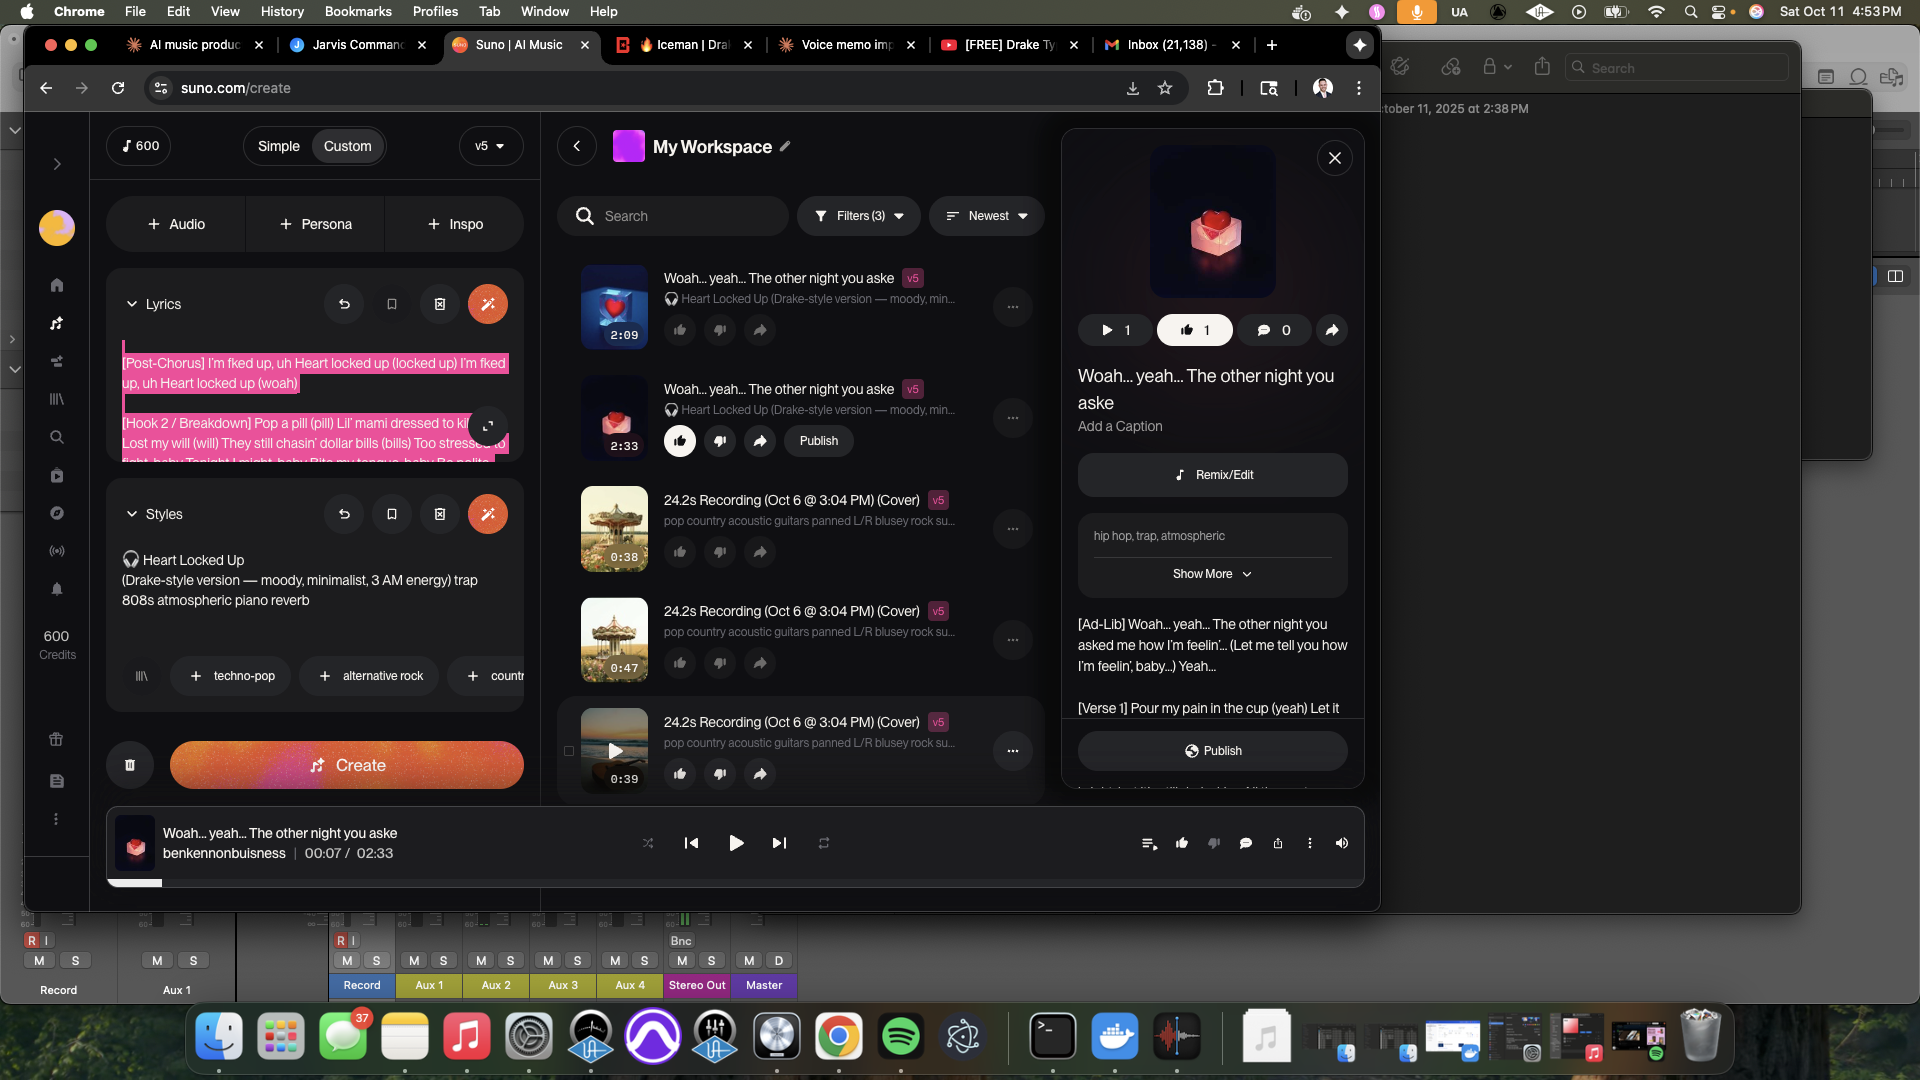 Chrome File Edit View History Bookmarks Profiles Tab Window Help
UA
Sat Oct 11 4:53 PM
AI music produc
Jarvis Comman
Suno | AI Music
Iceman | Dra
Voice memo im
[FREE] Drake Ty
Inbox (21,138) -
suno.com/create
Search
tober 11, 2025 at 2:38 PM
600
Simple
Custom
v5
My Workspace
Audio
Persona
Inspo
Search
Filters (3)
Newest
Lyrics
[Post-Chorus] I'm fked up, uh Heart locked up (locked up) I'm fked
up, uh Heart locked up (woah)
[Hook 2 / Breakdown] Pop a pill (pill) Lil' mami dressed to kil
Lost my will (will) They still chasin' dollar bills (bills) Too stressed to
fight, baby Tonight I might, baby Bite my tongue, baby Be polite,
Styles
🎧 Heart Locked Up
(Drake-style version — moody, minimalist, 3 AM energy) trap
808s atmospheric piano reverb
techno-pop
alternative rock
countr
600
Credits
Create
Woah... yeah... The other night you aske v5
🎧 Heart Locked Up (Drake-style version — moody, min...
2:09
Woah... yeah... The other night you aske v5
🎧 Heart Locked Up (Drake-style version — moody, min...
2:33
Publish
24.2s Recording (Oct 6 @ 3:04 PM) (Cover) v5
pop country acoustic guitars panned L/R blusey rock su...
0:38
24.2s Recording (Oct 6 @ 3:04 PM) (Cover) v5
pop country acoustic guitars panned L/R blusey rock su...
0:47
24.2s Recording (Oct 6 @ 3:04 PM) (Cover) v5
pop country acoustic guitars panned L/R blusey rock su...
0:39
1
1
0
Woah... yeah... The other night you
aske
Add a Caption
Remix/Edit
hip hop, trap, atmospheric
Show More
[Ad-Lib] Woah... yeah... The other night you
asked me how I'm feelin'... (Let me tell you how
I'm feelin', baby...) Yeah...
[Verse 1] Pour my pain in the cup (yeah) Let it
Publish
Woah... yeah... The other night you aske
benkennonbuisness | 00:07 / 02:33
R I
R I
Bnc
M S
M S
M S
M S
M S
M S
M S
M S
M D
Record
Aux 1
Record
Aux 1
Aux 2
Aux 3
Aux 4
Stereo Out
Master
37